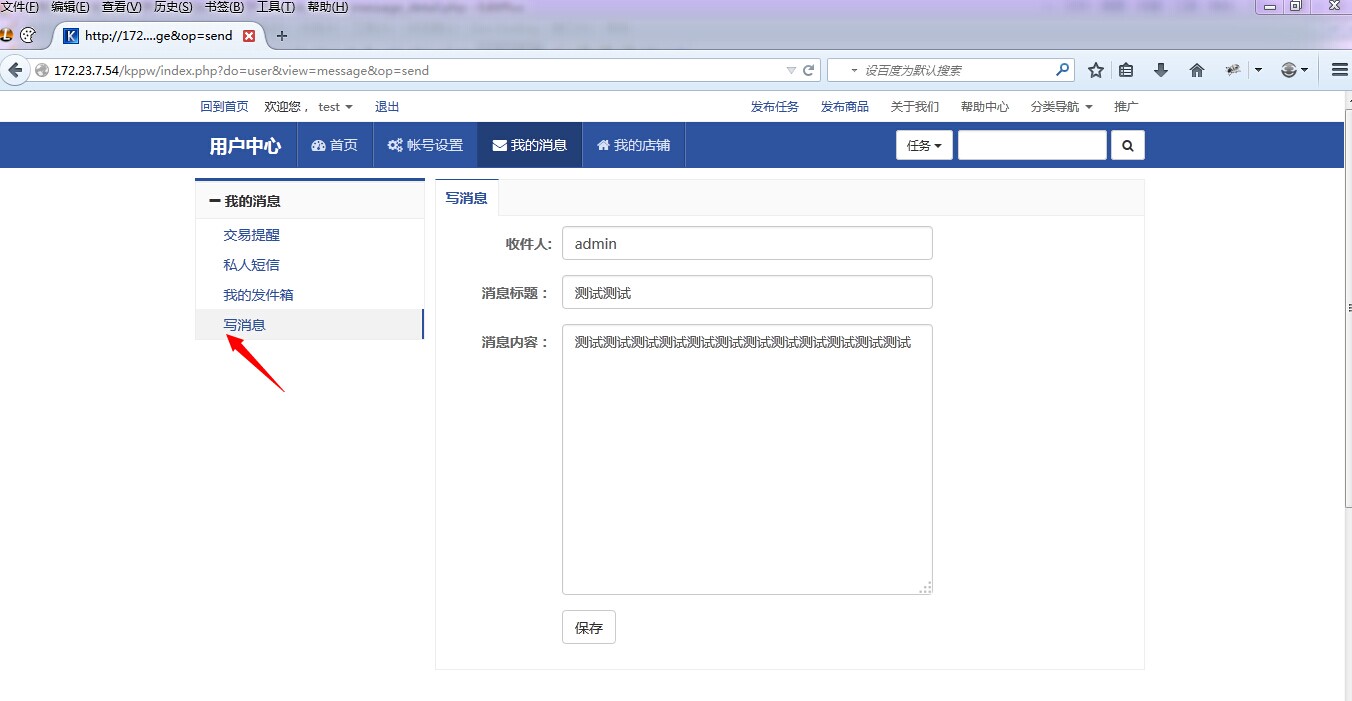 文件(F) 编辑(E) 查看(V) 历史(S) 书签(B) 工具(T) 帮助(H)
http://172....ge&op=send
172.23.7.54/kppw/index.php?do=user&view=message&op=send
设百度为默认搜索
回到首页 欢迎您， test 退出 发布任务 发布商品 关于我们 帮助中心 分类导航 推广
用户中心 首页 帐号设置 我的消息 我的店铺 任务
我的消息
交易提醒
私人短信
我的发件箱
写消息
写消息
收件人: admin
消息标题： 测试测试
消息内容： 测试测试测试测试测试测试测试测试测试测试测试测试
保存